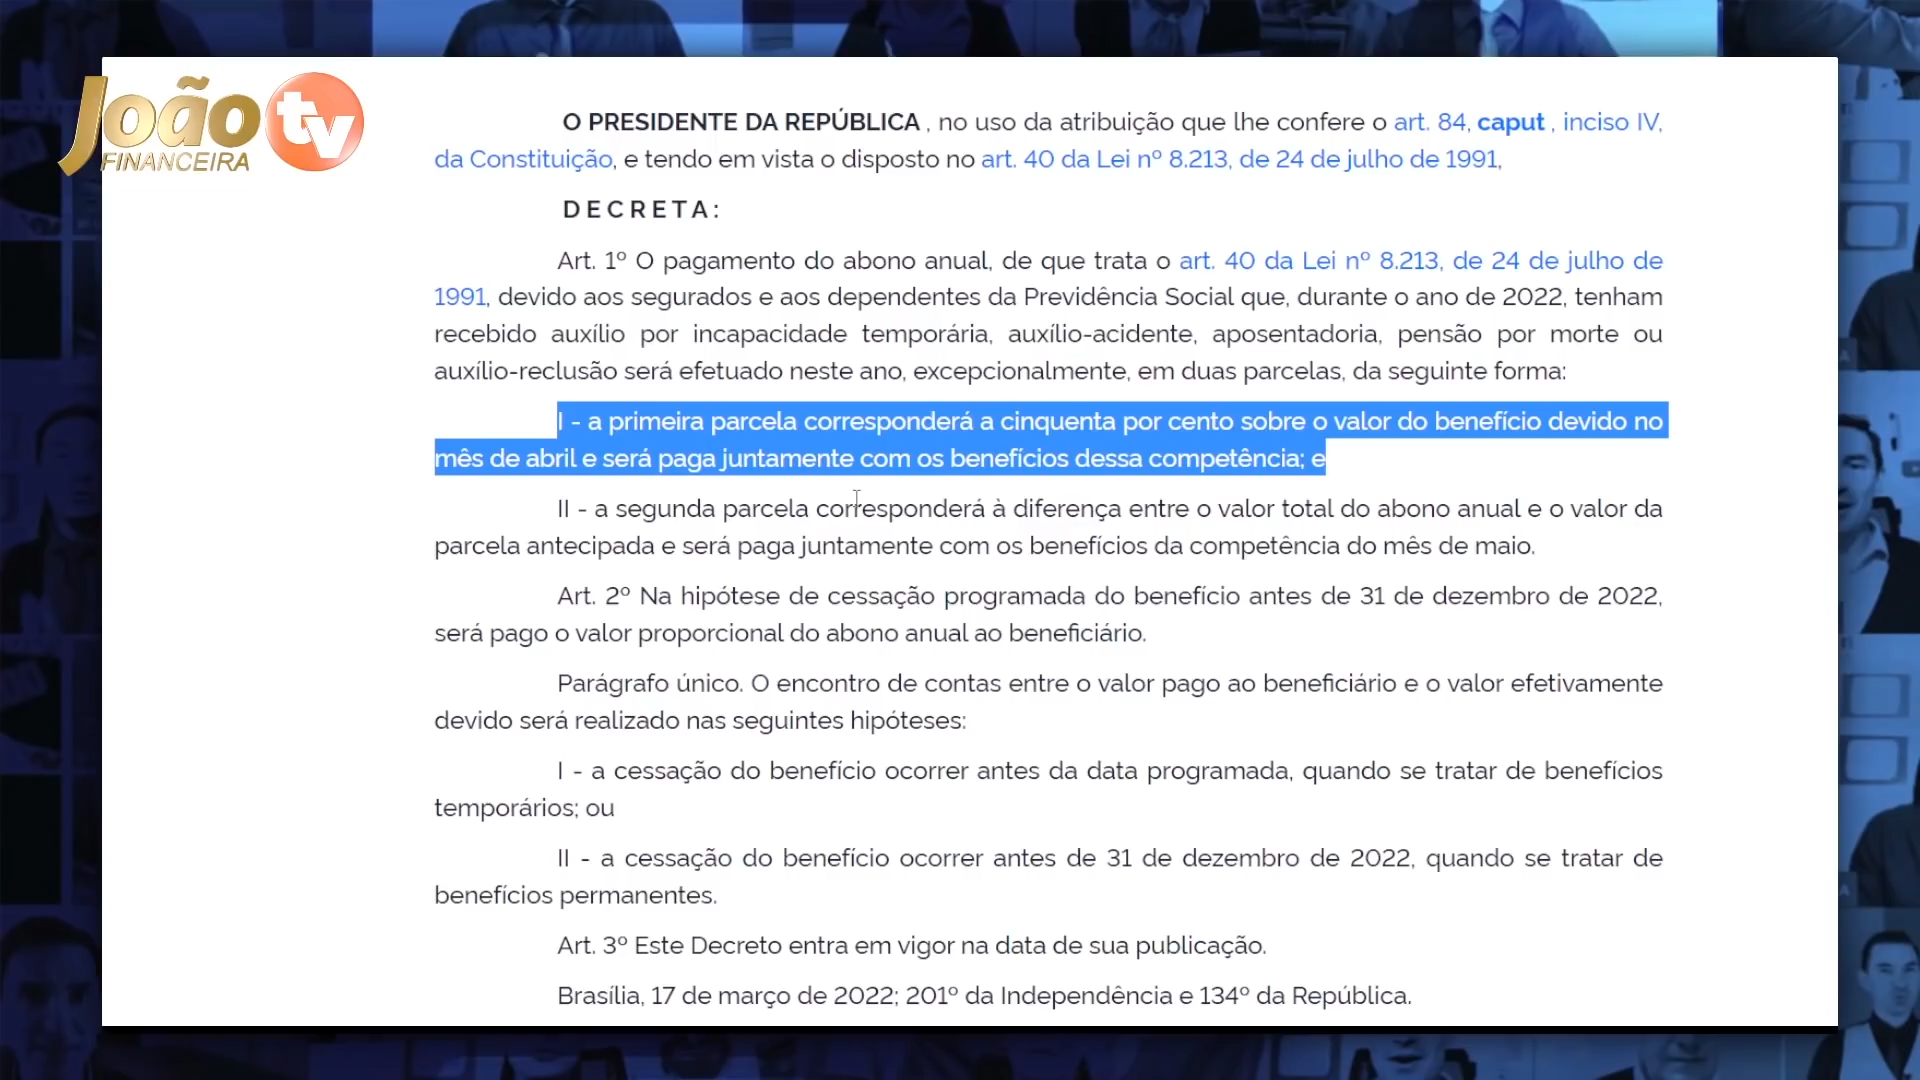 João
FINANCEIRA
tv
O PRESIDENTE DA REPÚBLICA , no uso da atribuição que lhe confere o art. 84, caput , inciso IV,
da Constituição, e tendo em vista o disposto no art. 40 da Lei nº 8.213, de 24 de julho de 1991,
D E C R E T A :
Art. 1º O pagamento do abono anual, de que trata o art. 40 da Lei nº 8.213, de 24 de julho de
1991, devido aos segurados e aos dependentes da Previdência Social que, durante o ano de 2022, tenham
recebido auxílio por incapacidade temporária, auxílio-acidente, aposentadoria, pensão por morte ou
auxílio-reclusão será efetuado neste ano, excepcionalmente, em duas parcelas, da seguinte forma:
I - a primeira parcela corresponderá a cinquenta por cento sobre o valor do benefício devido no
mês de abril e será paga juntamente com os benefícios dessa competência; e
II - a segunda parcela corresponderá à diferença entre o valor total do abono anual e o valor da
parcela antecipada e será paga juntamente com os benefícios da competência do mês de maio.
Art. 2º Na hipótese de cessação programada do benefício antes de 31 de dezembro de 2022,
será pago o valor proporcional do abono anual ao beneficiário.
Parágrafo único. O encontro de contas entre o valor pago ao beneficiário e o valor efetivamente
devido será realizado nas seguintes hipóteses:
I - a cessação do benefício ocorrer antes da data programada, quando se tratar de benefícios
temporários; ou
II - a cessação do benefício ocorrer antes de 31 de dezembro de 2022, quando se tratar de
benefícios permanentes.
Art. 3º Este Decreto entra em vigor na data de sua publicação.
Brasília, 17 de março de 2022; 201º da Independência e 134º da República.